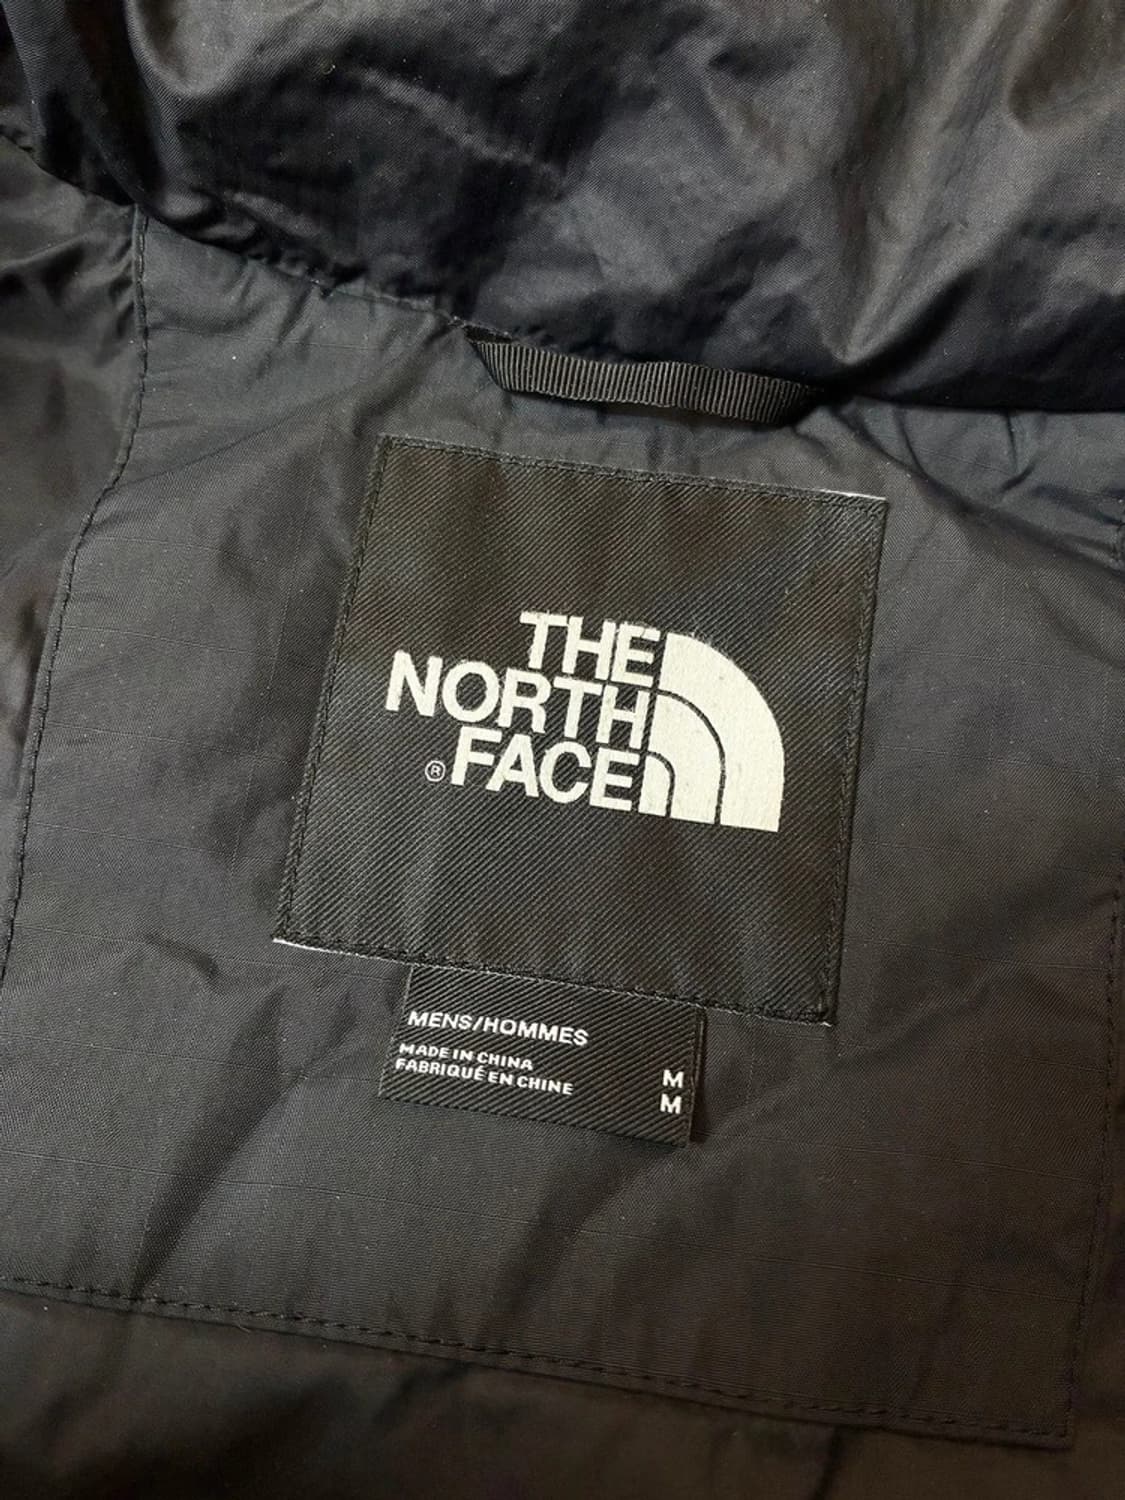 THE
NORTH
® FACE
MENS/HOMMES
MADE IN CHINA
FABRIQUÉ EN CHINE
M
M